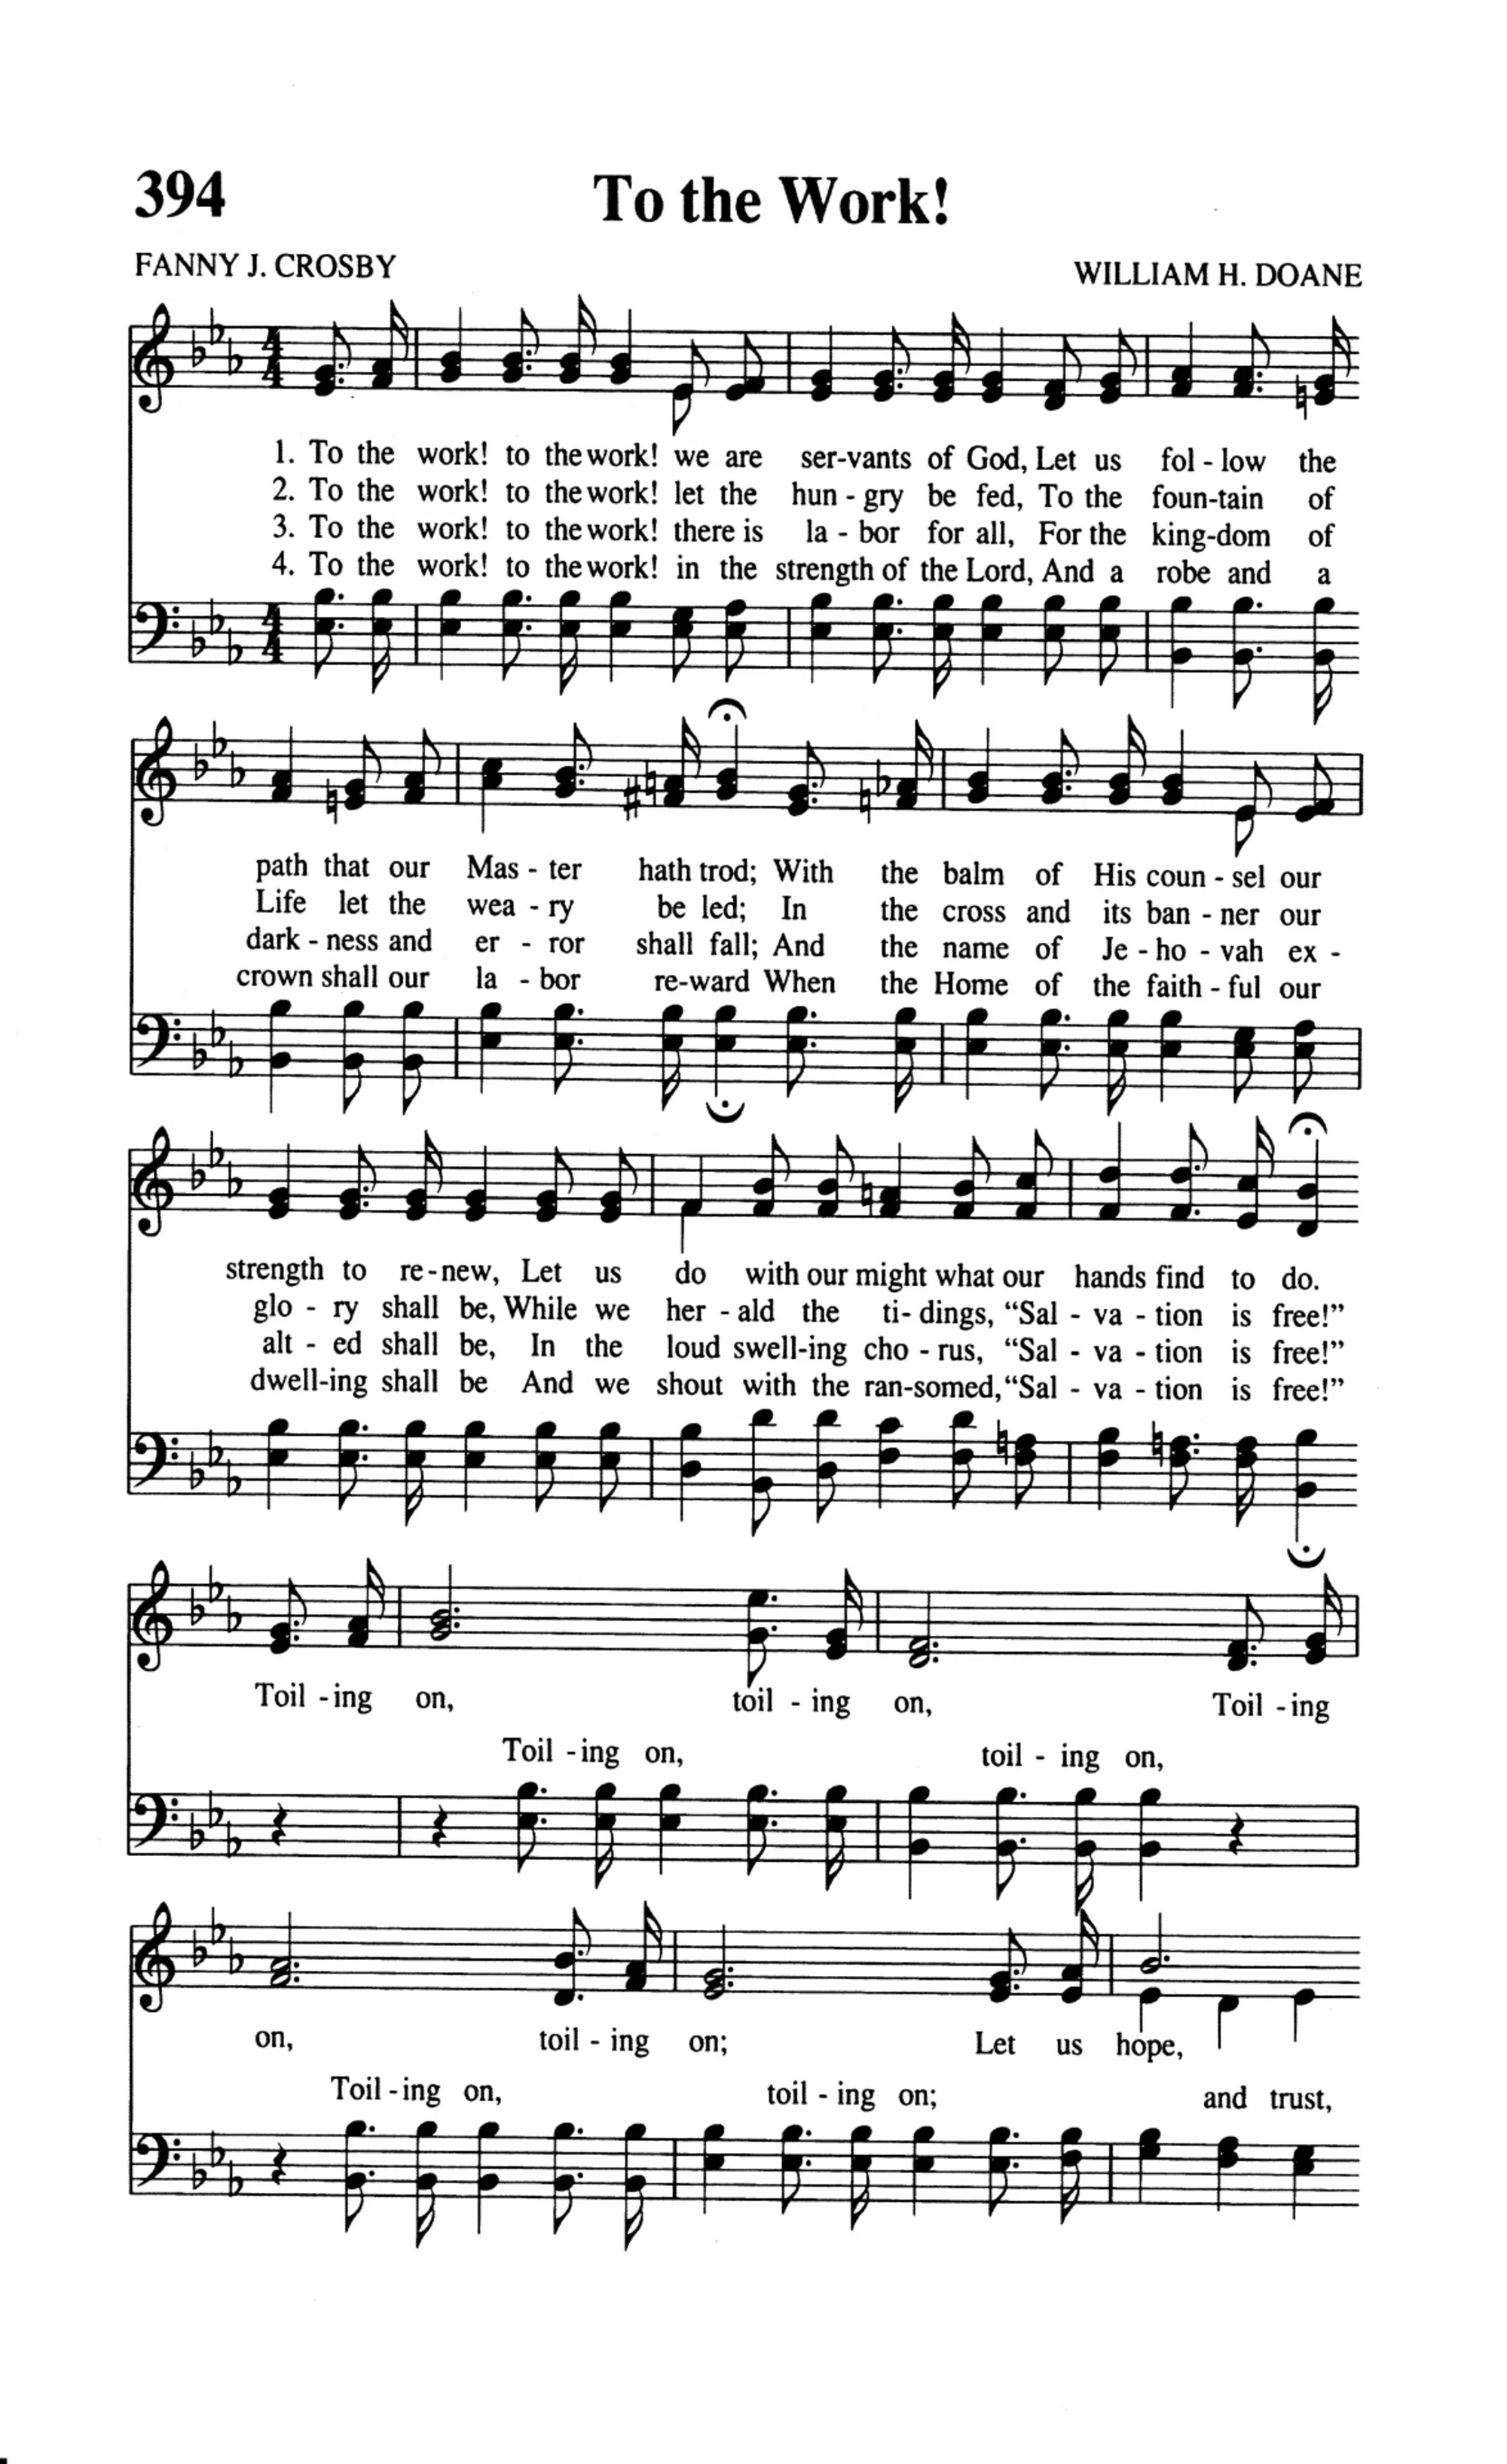 394
To the Work!
FANNY J. CROSBY
WILLIAM H. DOANE
4
4
1. To the work! to the work! we are ser-vants of God, Let us fol - low the
2. To the work! to the work! let the hun - gry be fed, To the foun-tain of
3. To the work! to the work! there is la - bor for all, For the king-dom of
4. To the work! to the work! in the strength of the Lord, And a robe and a
4
4
path that our Mas - ter hath trod; With the balm of His coun - sel our
Life let the wea - ry be led; In the cross and its ban - ner our
dark - ness and er - ror shall fall; And the name of Je - ho - vah ex -
crown shall our la - bor re-ward When the Home of the faith - ful our
strength to re - new, Let us do with our might what our hands find to do.
glo - ry shall be, While we her - ald the ti - dings, “Sal - va - tion is free!”
alt - ed shall be, In the loud swell-ing cho - rus, “Sal - va - tion is free!”
dwell-ing shall be And we shout with the ran-somed, “Sal - va - tion is free!”
Toil - ing on, toil - ing on, Toil - ing
Toil - ing on, toil - ing on,
on, toil - ing on; Let us hope,
Toil - ing on, toil - ing on; and trust,